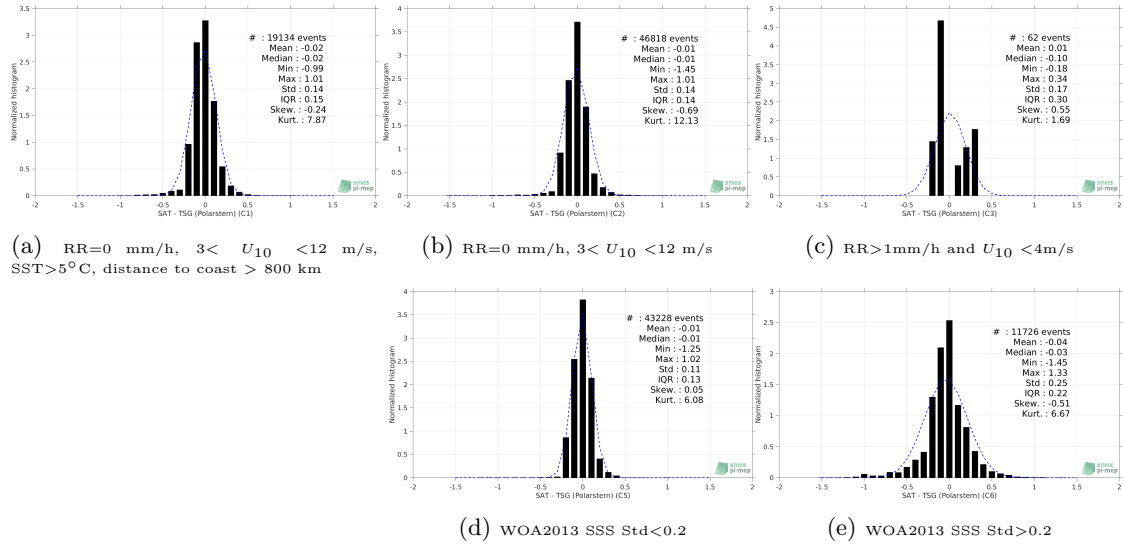 3.5
3
2.5
2
1.5
1
0.5
0
-2 -1.5 -1 -0.5 0 0.5 1 1.5 2
Normalized histogram
SAT - TSG (Polarstern) (C1)
# : 19134 events
Mean : -0.02
Median : -0.02
Min : -0.99
Max : 1.01
Std : 0.14
IQR : 0.15
Skew. : -0.24
Kurt. : 7.87
smos
pi-mep
(a) RR=0 mm/h, 3< U10 <12 m/s,
SST>5°C, distance to coast > 800 km
4
3.5
3
2.5
2
1.5
1
0.5
0
-2 -1.5 -1 -0.5 0 0.5 1 1.5 2
Normalized histogram
SAT - TSG (Polarstern) (C2)
# : 46818 events
Mean : -0.01
Median : -0.01
Min : -1.45
Max : 1.01
Std : 0.14
IQR : 0.14
Skew. : -0.69
Kurt. : 12.13
smos
pi-mep
(b) RR=0 mm/h, 3< U10 <12 m/s
5
4.5
4
3.5
3
2.5
2
1.5
1
0.5
0
-2 -1.5 -1 -0.5 0 0.5 1 1.5 2
Normalized histogram
SAT - TSG (Polarstern) (C3)
# : 62 events
Mean : 0.01
Median : -0.10
Min : -0.18
Max : 0.34
Std : 0.17
IQR : 0.30
Skew. : 0.55
Kurt. : 1.69
smos
pi-mep
(c) RR>1mm/h and U10 <4m/s
4
3.5
3
2.5
2
1.5
1
0.5
0
-2 -1.5 -1 -0.5 0 0.5 1 1.5 2
Normalized histogram
SAT - TSG (Polarstern) (C5)
# : 43228 events
Mean : -0.01
Median : -0.01
Min : -1.25
Max : 1.02
Std : 0.11
IQR : 0.13
Skew. : 0.05
Kurt. : 6.08
smos
pi-mep
(d) WOA2013 SSS Std<0.2
3
2.5
2
1.5
1
0.5
0
-2 -1.5 -1 -0.5 0 0.5 1 1.5 2
Normalized histogram
SAT - TSG (Polarstern) (C6)
# : 11726 events
Mean : -0.04
Median : -0.03
Min : -1.45
Max : 1.33
Std : 0.25
IQR : 0.22
Skew. : -0.51
Kurt. : 6.67
smos
pi-mep
(e) WOA2013 SSS Std>0.2